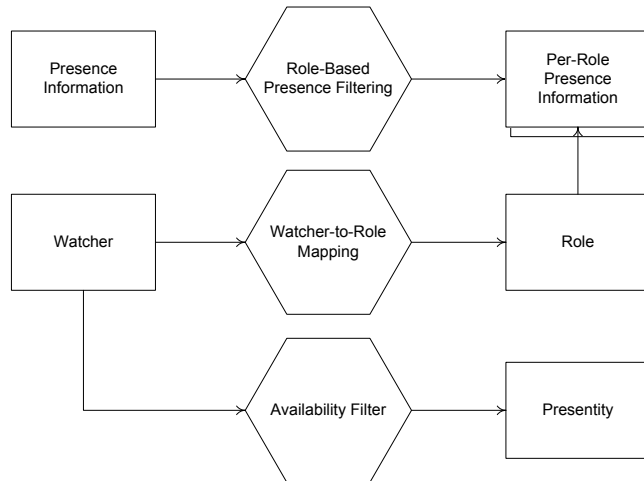 Presence
Information
Role-Based
Presence Filtering
Per-Role
Presence
Information
Watcher
Watcher-to-Role
Mapping
Role
Availability Filter
Presentity